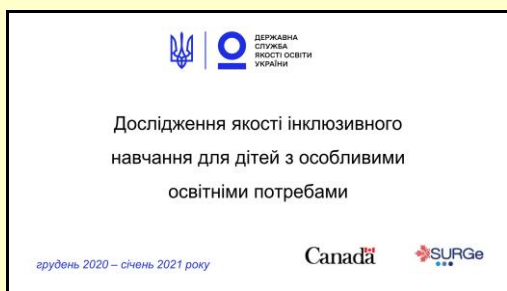 ДЕРЖАВНА
СЛУЖБА
ЯКОСТІ ОСВІТИ
УКРАЇНИ
Дослідження якості інклюзивного
навчання для дітей з особливими
освітніми потребами
грудень 2020 – січень 2021 року
Canada
SURGe